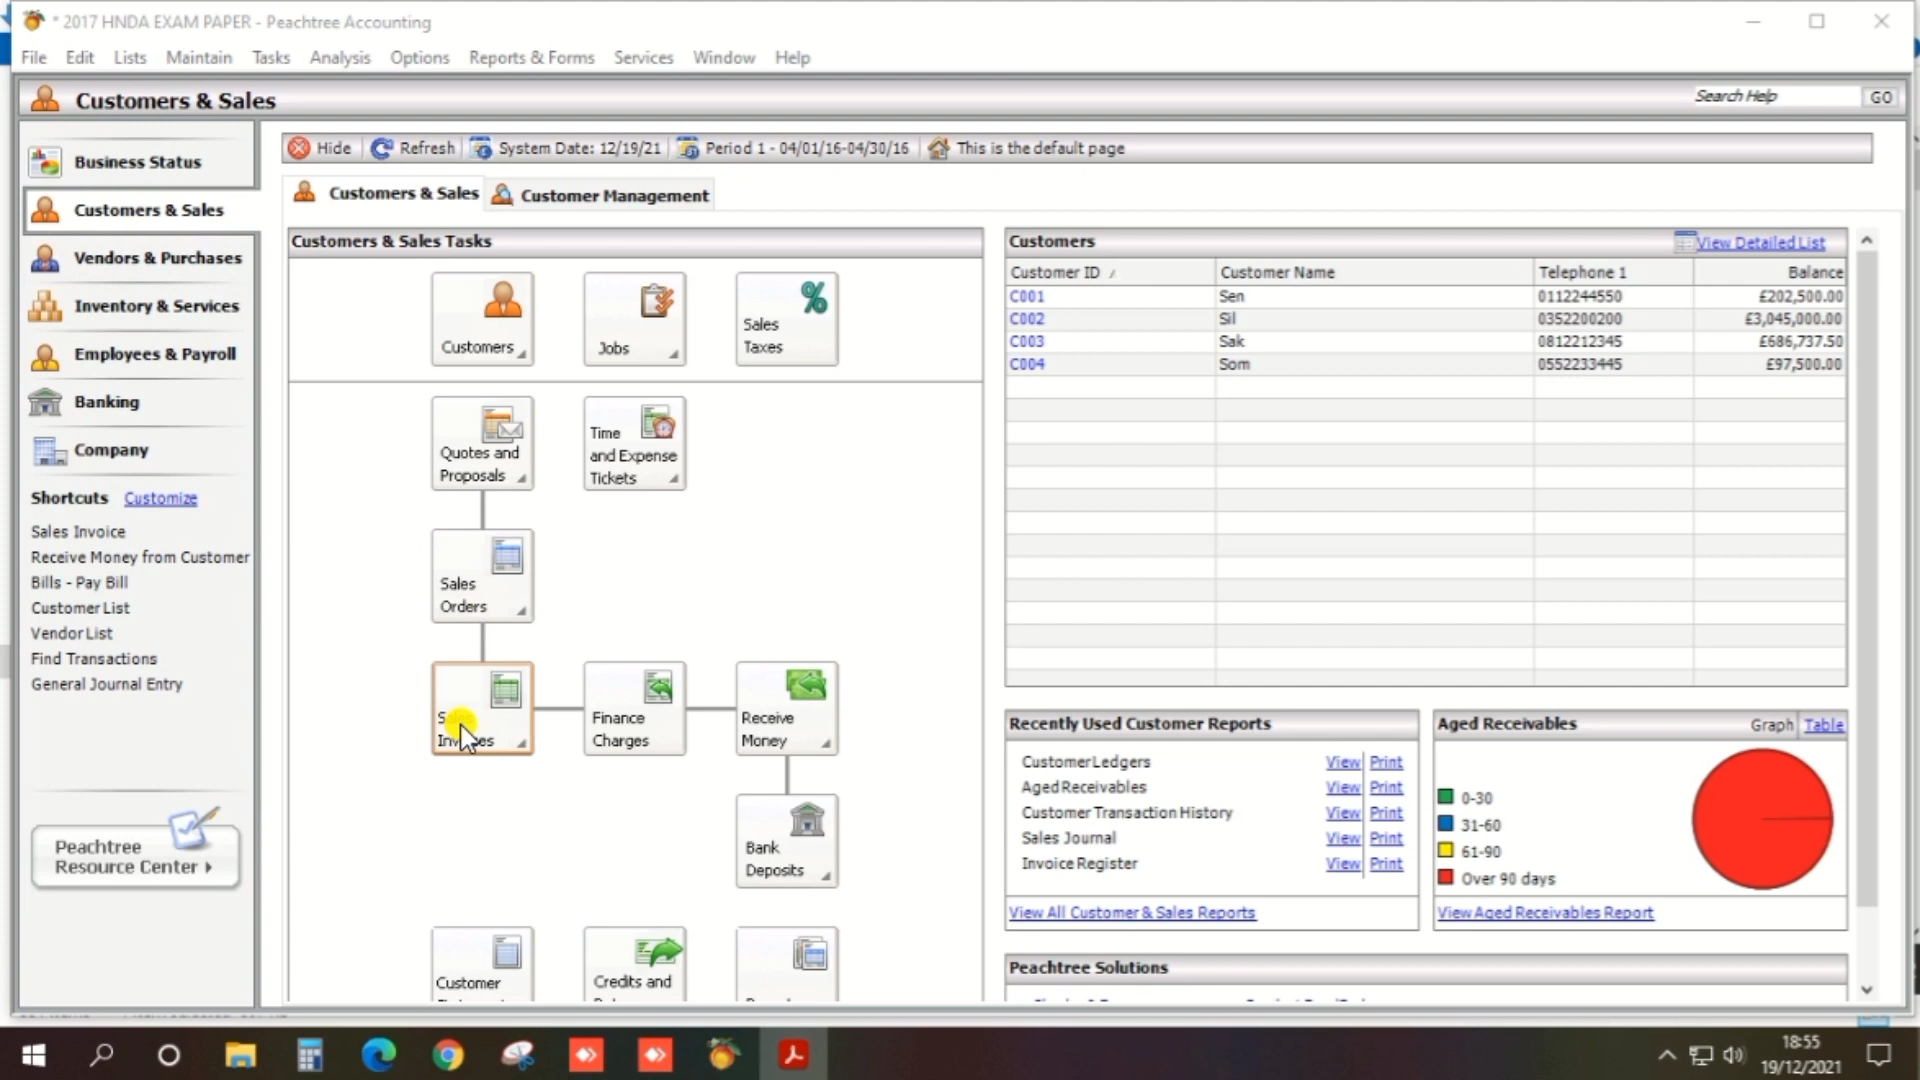 * 2017 HNDA EXAM PAPER - Peachtree Accounting
File Edit Lists Maintain Tasks Analysis Options Reports & Forms Services Window Help
Customers & Sales
Search Help
GO
Business Status
Customers & Sales
Vendors & Purchases
Inventory & Services
Employees & Payroll
Banking
Company
Shortcuts Customize
Sales Invoice
Receive Money from Customer
Bills - Pay Bill
Customer List
Vendor List
Find Transactions
General Journal Entry
Peachtree
Resource Center
Hide Refresh System Date: 12/19/21 Period 1 - 04/01/16-04/30/16 This is the default page
Customers & Sales Customer Management
Customers & Sales Tasks
Customers
Jobs
Sales
Taxes
Quotes and
Proposals
Time
and Expense
Tickets
Sales
Orders
Finance
Charges
Receive
Money
Bank
Deposits
Customer
Credits and
Customers View Detailed List
Customer ID Customer Name Telephone 1 Balance
C001 Sen 0112244550 £202,500.00
C002 Sil 0352200200 £3,045,000.00
C003 Sak 0812212345 £686,737.50
C004 Som 0552233445 £97,500.00
Recently Used Customer Reports
Customer Ledgers View Print
Aged Receivables View Print
Customer Transaction History View Print
Sales Journal View Print
Invoice Register View Print
View All Customer & Sales Reports
Aged Receivables Graph Table
0-30
31-60
61-90
Over 90 days
View Aged Receivables Report
Peachtree Solutions
18:55
19/12/2021